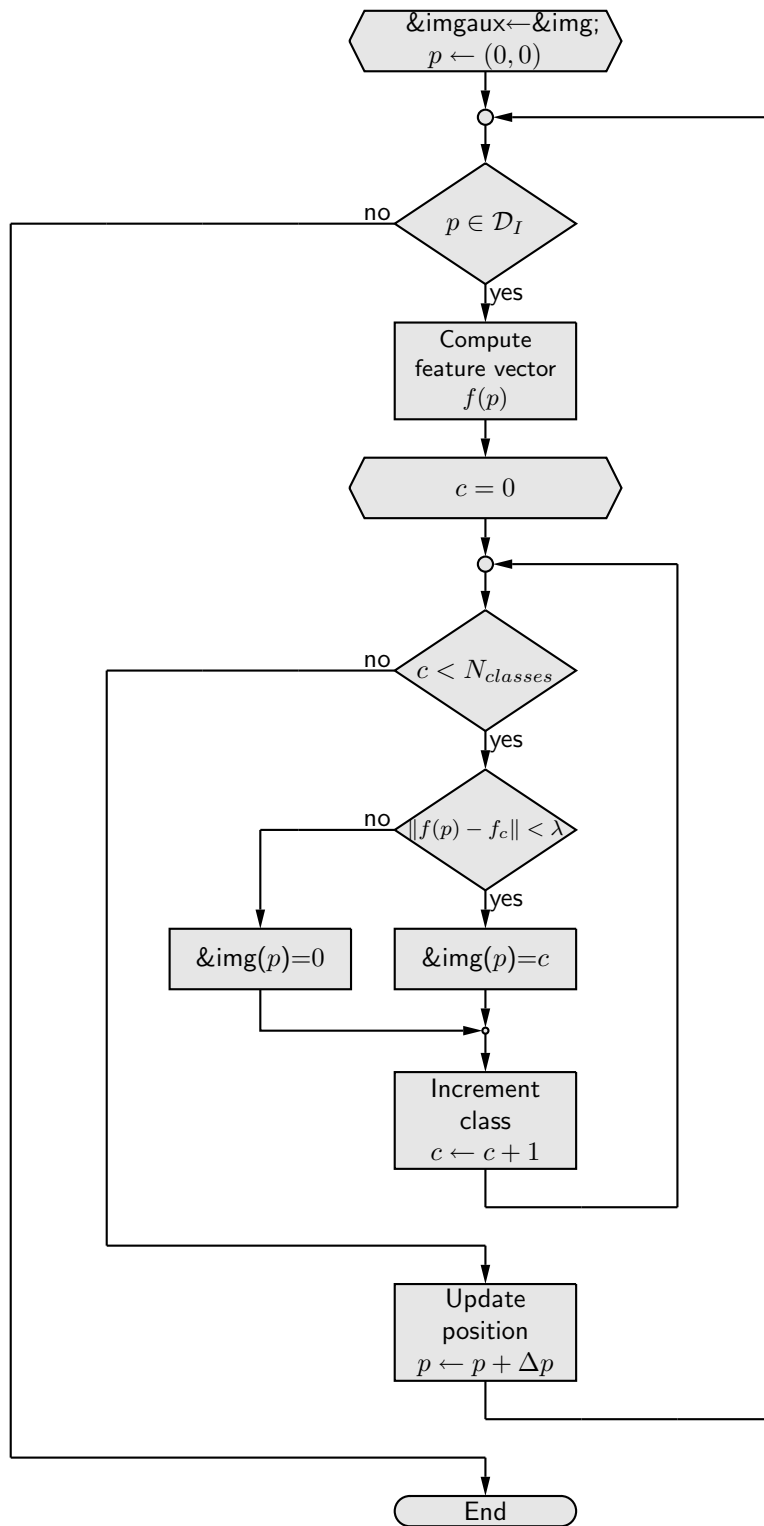 &imgaux←&img;
p ← (0, 0)
no
p ∈ 𝒟_I
yes
Compute
feature vector
f(p)
c = 0
no
c < N_classes
yes
no
‖f(p) − f_c‖ < λ
yes
&img(p)=0
&img(p)=c
Increment
class
c ← c + 1
Update
position
p ← p + Δp
End